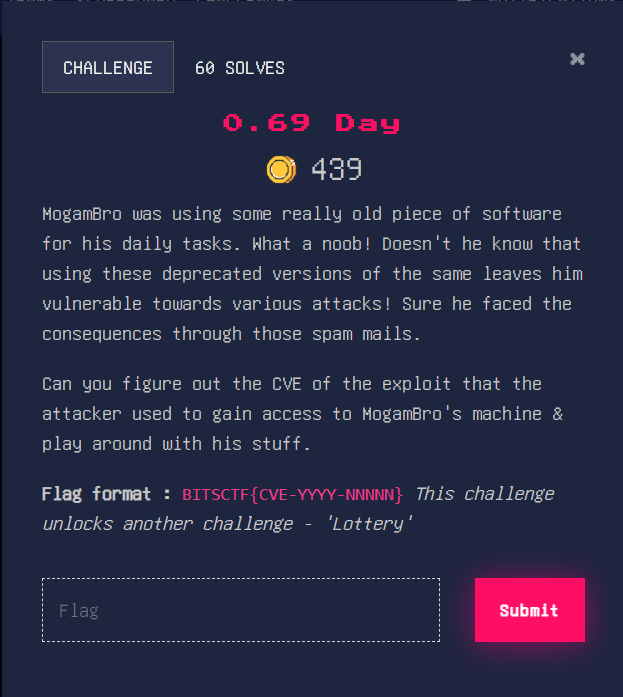 CHALLENGE
60 SOLVES
×
0.69 Day
439
MogamBro was using some really old piece of software
for his daily tasks. What a noob! Doesn't he know that
using these deprecated versions of the same leaves him
vulnerable towards various attacks! Sure he faced the
consequences through those spam mails.
Can you figure out the CVE of the exploit that the
attacker used to gain access to MogamBro's machine &
play around with his stuff.
Flag format : BITSCTF{CVE-YYYY-NNNNN} This challenge
unlocks another challenge - 'Lottery'
Flag
Submit